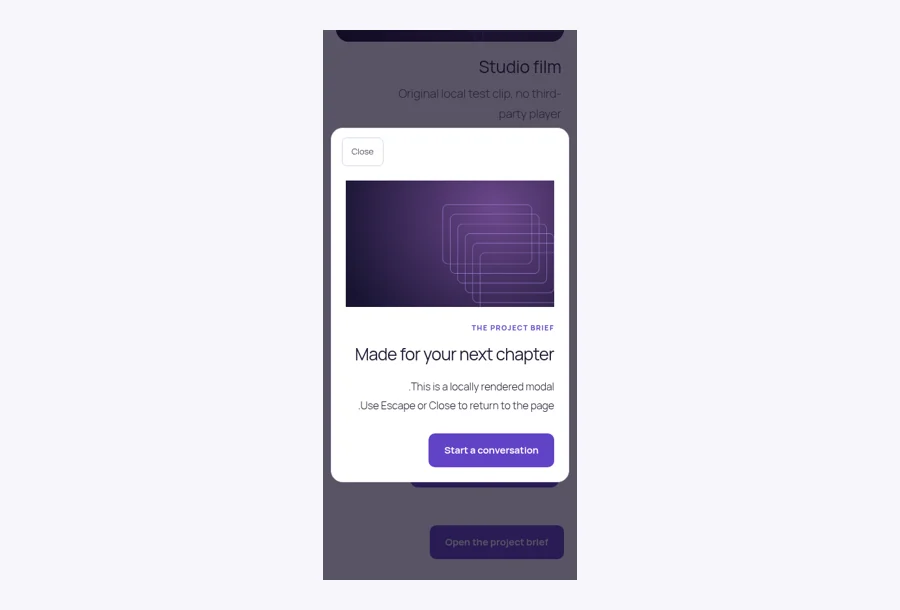 Studio film
Original local test clip, no third-
party player
Close
THE PROJECT BRIEF
Made for your next chapter
.This is a locally rendered modal
.Use Escape or Close to return to the page
Start a conversation
Open the project brief